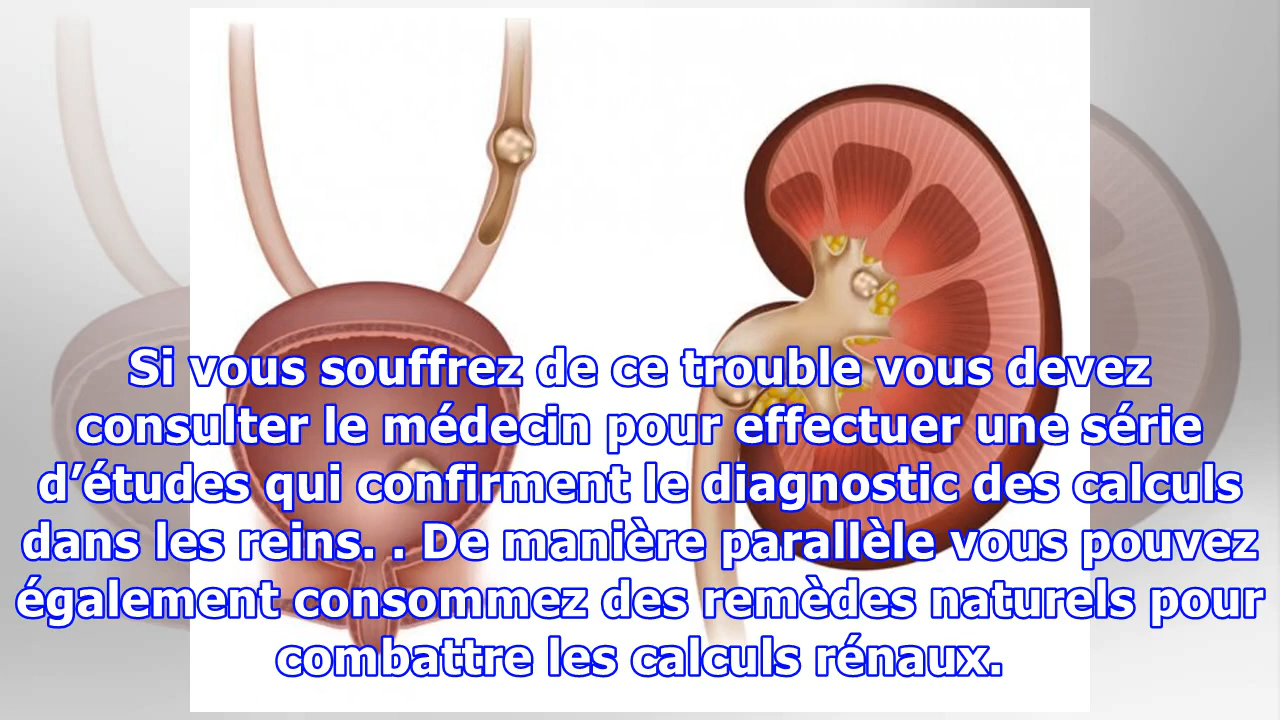 Si vous souffrez de ce trouble vous devez
consulter le médecin pour effectuer une série
d’études qui confirment le diagnostic des calculs
dans les reins. . De manière parallèle vous pouvez
également consommez des remèdes naturels pour
combattre les calculs rénaux.